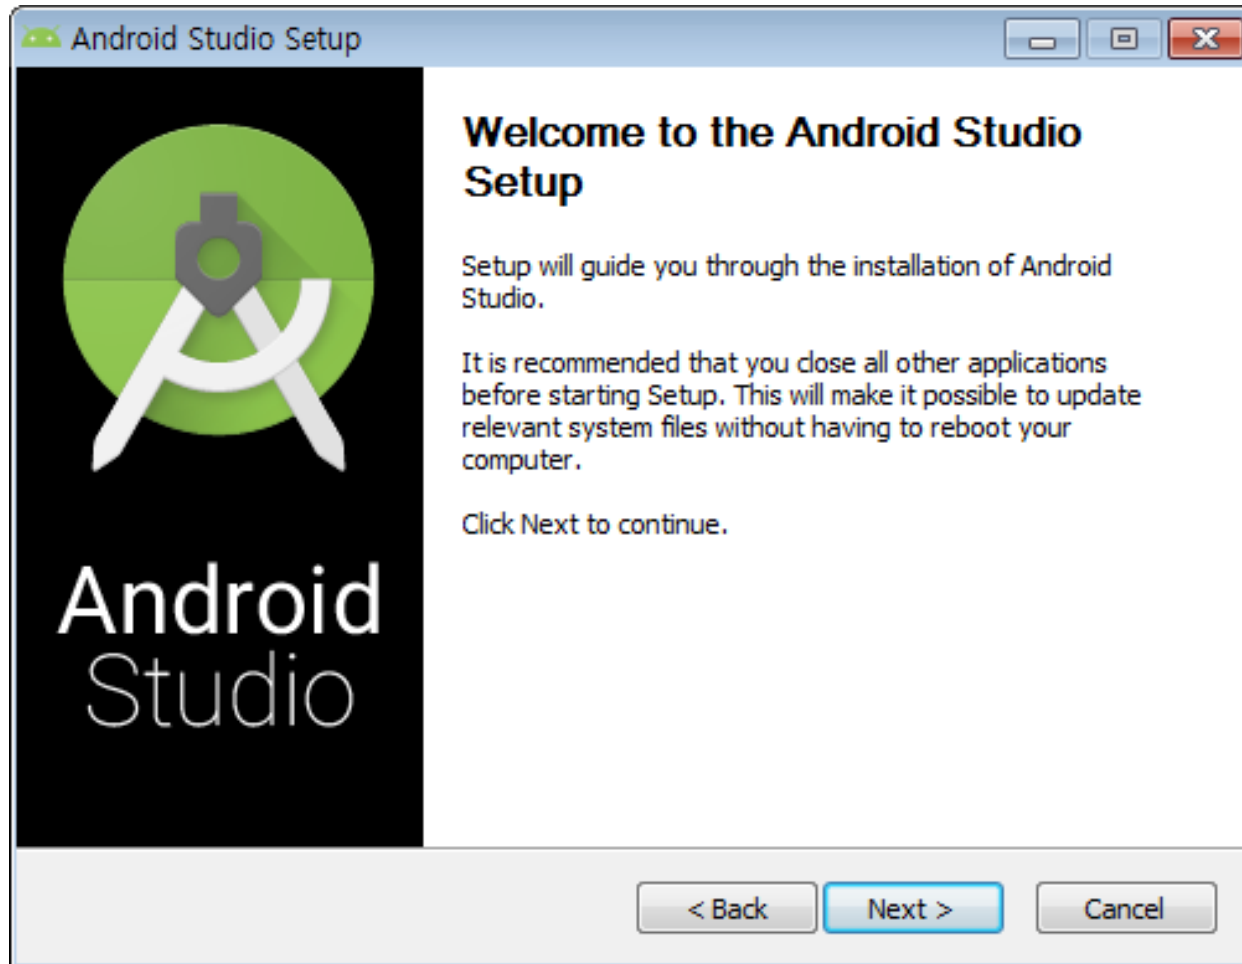 Android Studio Setup
Welcome to the Android Studio
Setup
Setup will guide you through the installation of Android
Studio.
It is recommended that you close all other applications
before starting Setup. This will make it possible to update
relevant system files without having to reboot your
computer.
Click Next to continue.
Android
Studio
< Back
Next >
Cancel